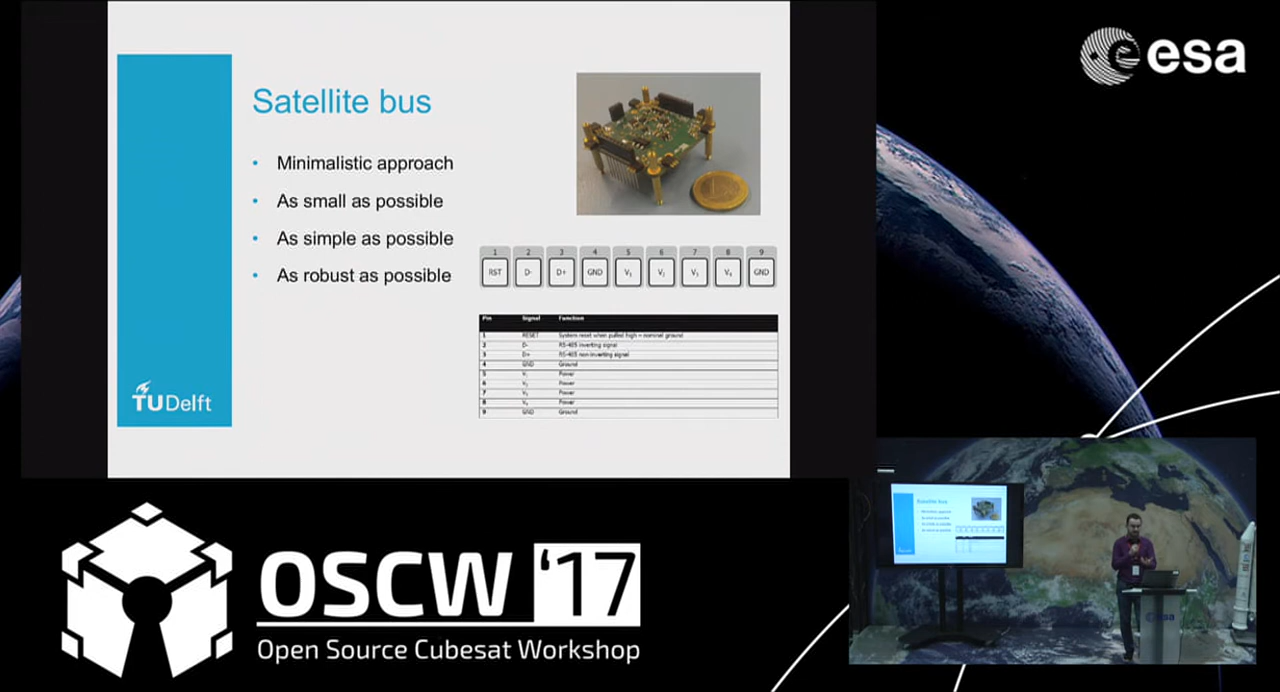 esa
Satellite bus
• Minimalistic approach
• As small as possible
• As simple as possible
• As robust as possible
1 2 3 4 5 6 7 8 9
RST D- D+ GND V₁ V₂ V₃ V₄ GND
Pin Signal Function
1 RESET System reset when pulled high – nominal ground
2 D- RS-485 inverting signal
3 D+ RS-485 non-inverting signal
4 GND Ground
5 V₁ Power
6 V₂ Power
7 V₃ Power
8 V₄ Power
9 GND Ground
TUDelft
OSCW '17
Open Source Cubesat Workshop
Satellite bus
esa